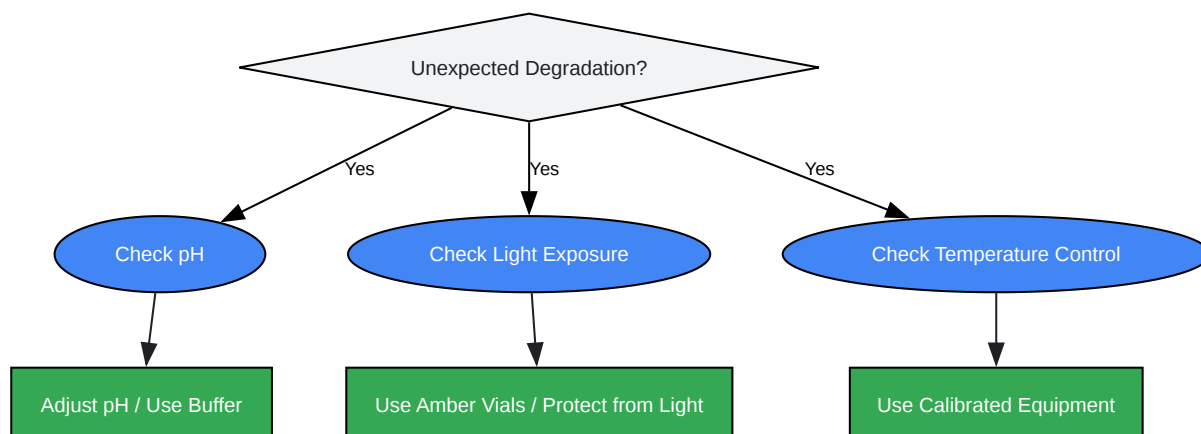 Unexpected Degradation?
Yes
Yes
Yes
Check pH
Check Light Exposure
Check Temperature Control
Adjust pH / Use Buffer
Use Amber Vials / Protect from Light
Use Calibrated Equipment